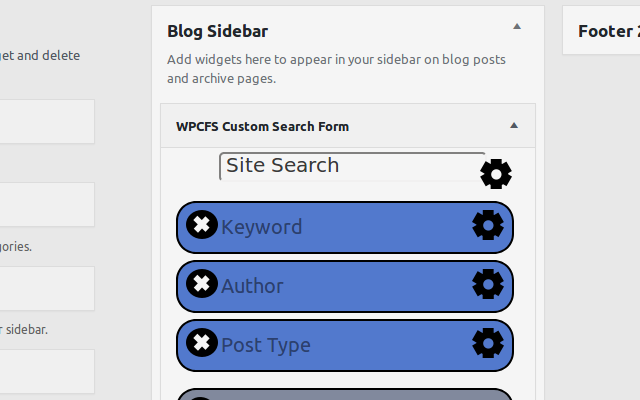 get and delete
gories.
r sidebar.
Blog Sidebar
Add widgets here to appear in your sidebar on blog posts
and archive pages.
WPCFS Custom Search Form
Site Search
Keyword
Author
Post Type
Footer 2